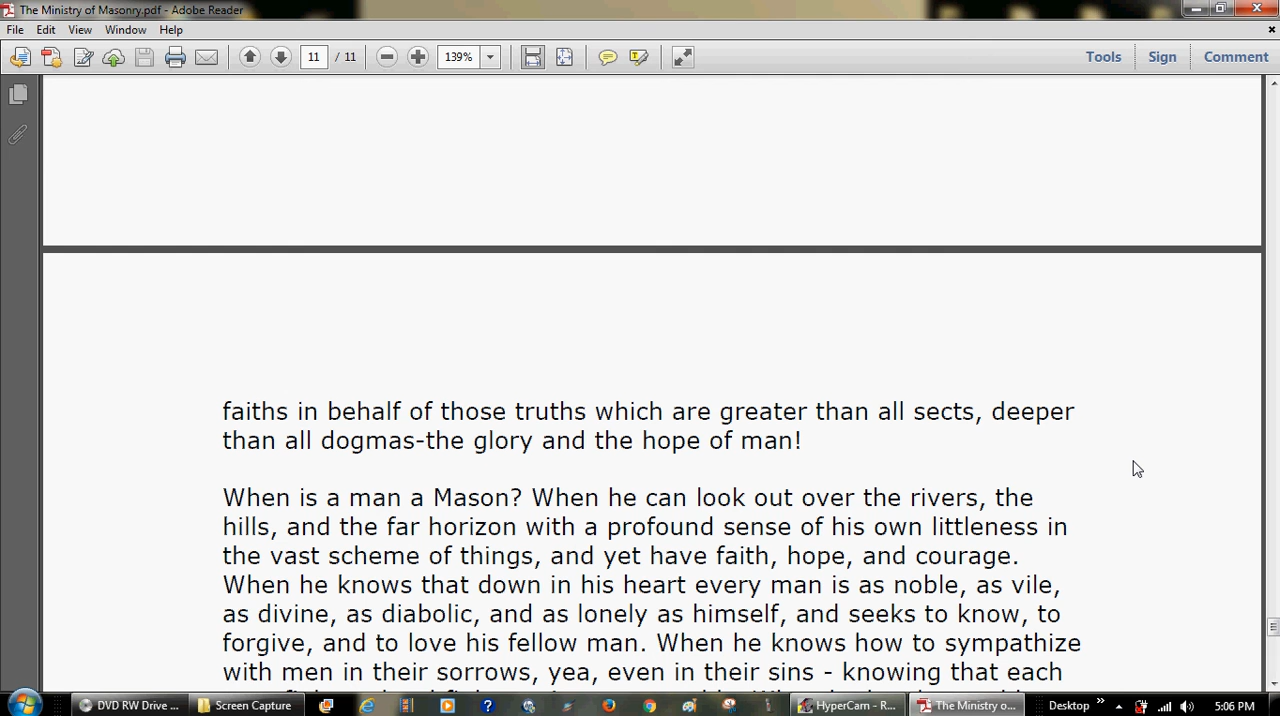 The Ministry of Masonry.pdf - Adobe Reader
File Edit View Window Help
11 / 11 139% Tools Sign Comment
faiths in behalf of those truths which are greater than all sects, deeper
than all dogmas-the glory and the hope of man!
When is a man a Mason? When he can look out over the rivers, the
hills, and the far horizon with a profound sense of his own littleness in
the vast scheme of things, and yet have faith, hope, and courage.
When he knows that down in his heart every man is as noble, as vile,
as divine, as diabolic, and as lonely as himself, and seeks to know, to
forgive, and to love his fellow man. When he knows how to sympathize
with men in their sorrows, yea, even in their sins - knowing that each
DVD RW Drive ... Screen Capture HyperCam - R... The Ministry o... Desktop » 5:06 PM